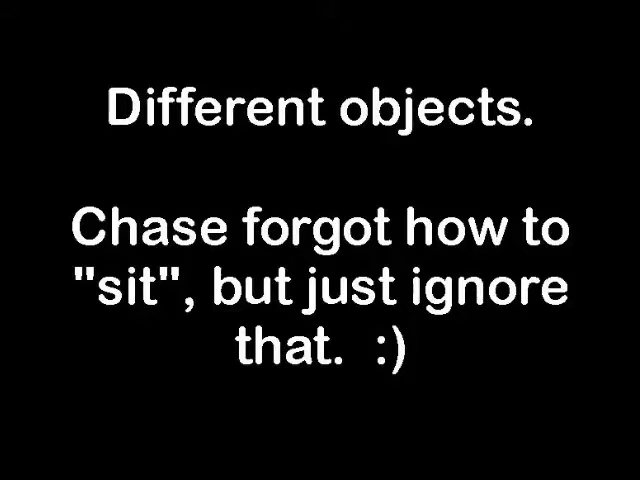 Different objects.
Chase forgot how to
"sit", but just ignore
that.  :)